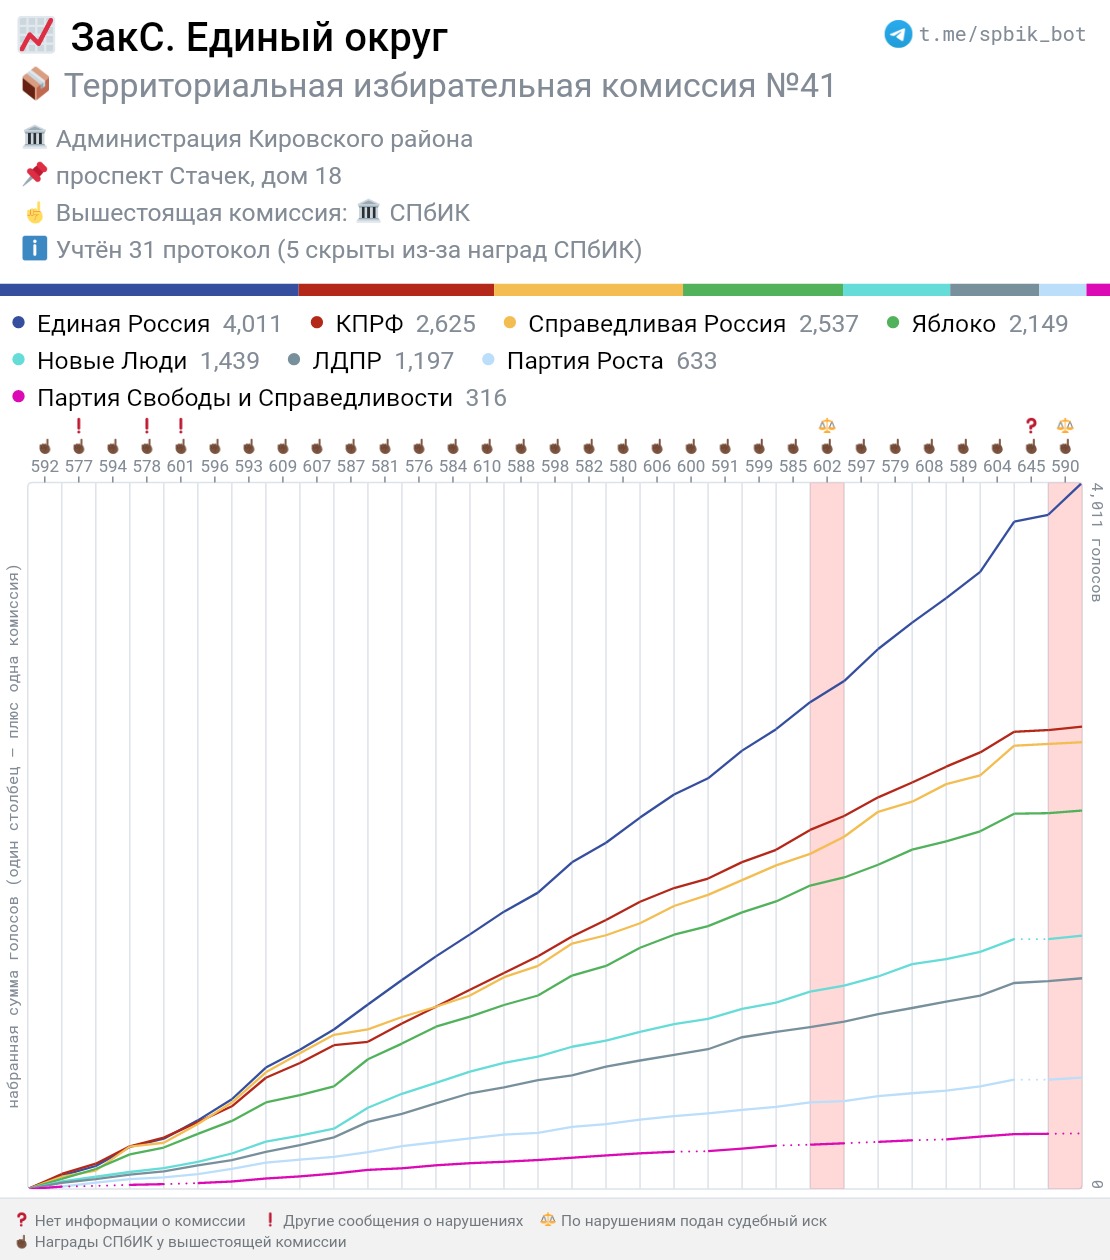 ЗакС. Единый округ
t.me/spbik_bot
Территориальная избирательная комиссия №41
Администрация Кировского района
проспект Стачек, дом 18
Вышестоящая комиссия: СПбИК
Учтён 31 протокол (5 скрыты из-за наград СПбИК)
Единая Россия 4,011 КПРФ 2,625 Справедливая Россия 2,537 Яблоко 2,149
Новые Люди 1,439 ЛДПР 1,197 Партия Роста 633
Партия Свободы и Справедливости 316
592 577 594 578 601 596 593 609 607 587 581 576 584 610 588 598 582 580 606 600 591 599 585 602 597 579 608 589 604 645 590
4,011 голосов
набранная сумма голосов (один столбец — плюс одна комиссия)
0
Нет информации о комиссии Другие сообщения о нарушениях По нарушениям подан судебный иск
Награды СПбИК у вышестоящей комиссии